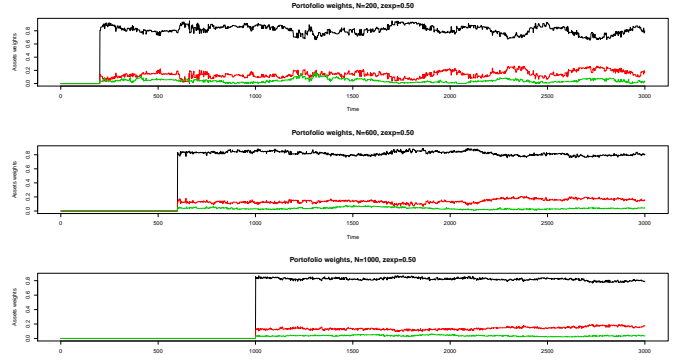 Portofolio weights, N=200, zexp=0.50
Assets weights
0.0 0.2 0.4 0.6 0.8
0 500 1000 1500 2000 2500 3000
Time
Portofolio weights, N=600, zexp=0.50
Assets weights
0.0 0.2 0.4 0.6 0.8
0 500 1000 1500 2000 2500 3000
Time
Portofolio weights, N=1000, zexp=0.50
Assets weights
0.0 0.2 0.4 0.6 0.8
0 500 1000 1500 2000 2500 3000